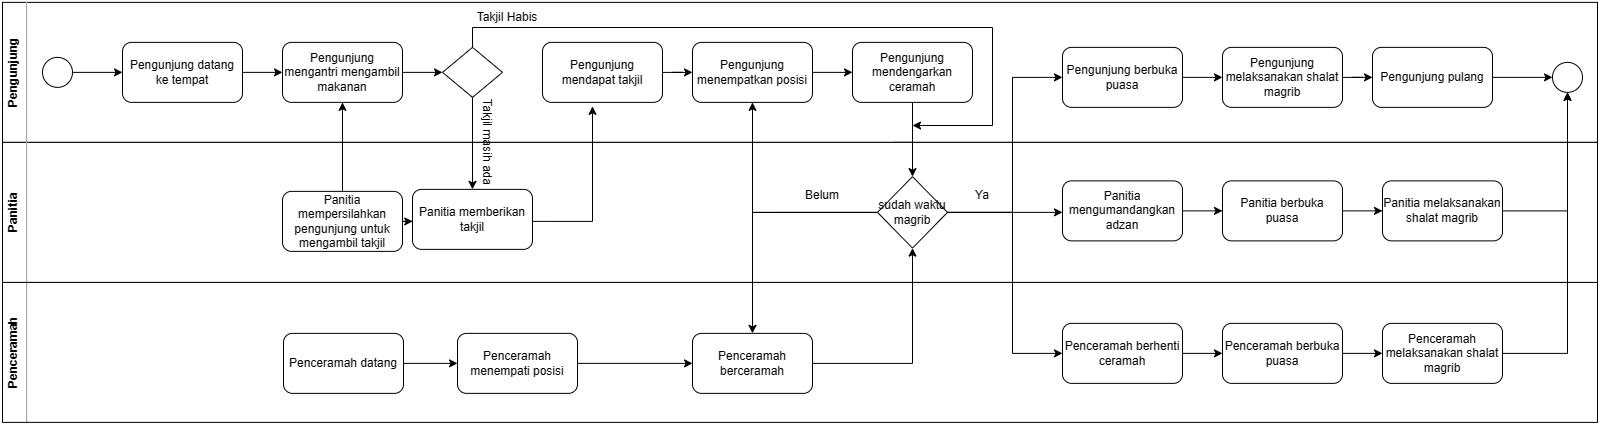 Pengunjung
Takjil Habis
Pengunjung datang
ke tempat
Pengunjung
mengantri mengambil
makanan
Takjil masih ada
Pengunjung
mendapat takjil
Pengunjung
menempatkan posisi
Pengunjung
mendengarkan
ceramah
Pengunjung berbuka
puasa
Pengunjung
melaksanakan shalat
magrib
Pengunjung pulang
Panitia
Panitia
mempersilahkan
pengunjung untuk
mengambil takjil
Panitia memberikan
takjil
Belum
sudah waktu
magrib
Ya
Panitia
mengumandangkan
adzan
Panitia berbuka
puasa
Panitia melaksanakan
shalat magrib
Penceramah
Penceramah datang
Penceramah
menempati posisi
Penceramah
berceramah
Penceramah berhenti
ceramah
Penceramah berbuka
puasa
Penceramah
melaksanakan shalat
magrib